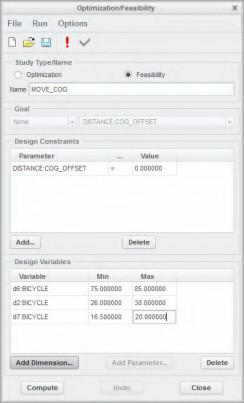 Optimization/Feasibility
File Run Options
Study Type/Name
Optimization Feasibility
Name MOVE_COG
Goal
None DISTANCE:COG_OFFSET
Design Constraints
Parameter ... Value
DISTANCE:COG_OFFSET = 0.000000
Add... Delete
Design Variables
Variable Min Max
d6:BICYCLE 75.000000 85.000000
d2:BICYCLE 26.000000 30.000000
d7:BICYCLE 16.500000 20.000000
Add Dimension... Add Parameter... Delete
Compute Undo Close